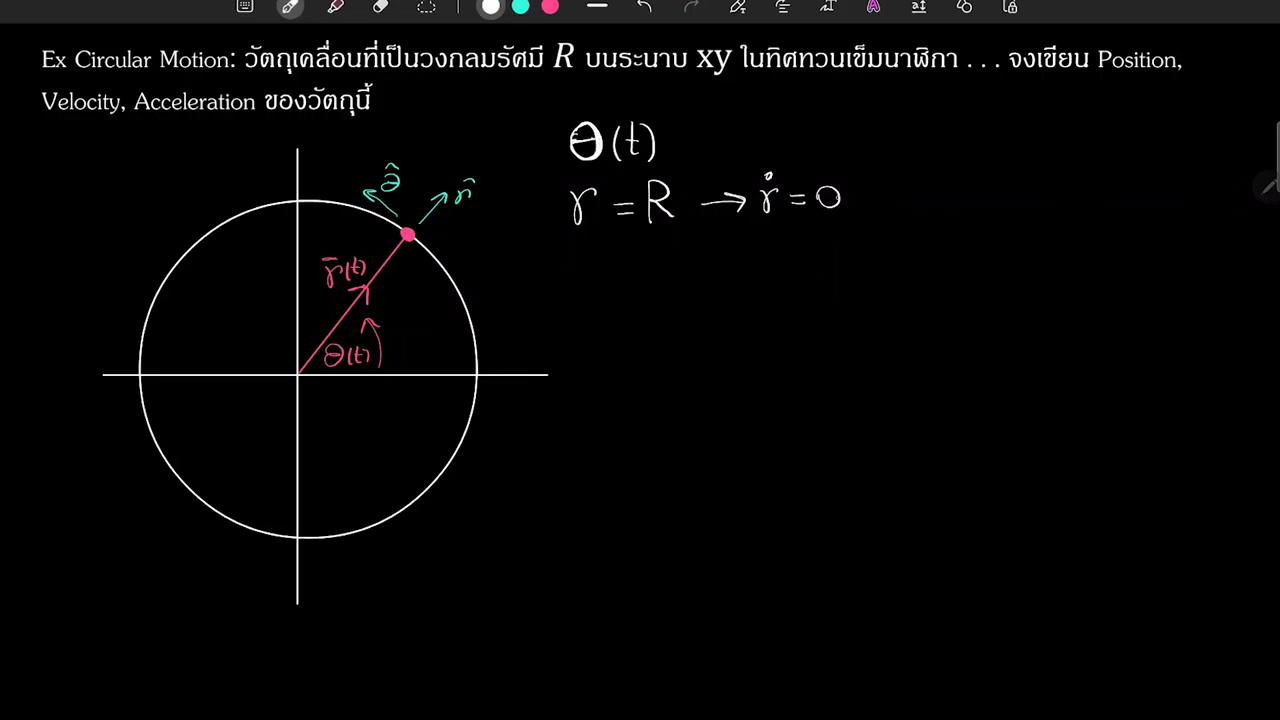 Ex Circular Motion: วัตถุเคลื่อนที่เป็นวงกลมรัศมี R บนระนาบ xy ในทิศทวนเข็มนาฬิกา . . . จงเขียน Position,
Velocity, Acceleration ของวัตถุนี้
θ(t)
r = R → ṙ = 0
θ̂
r̂
r̄(t)
θ(t)